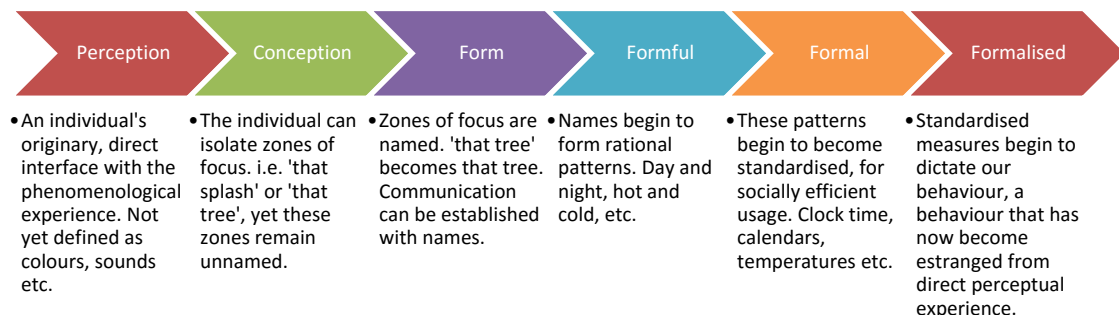 Perception
Conception
Form
Formful
Formal
Formalised
•An individual's
originary, direct
interface with the
phenomenological
experience. Not
yet defined as
colours, sounds
etc.
•The individual can
isolate zones of
focus. i.e. 'that
splash' or 'that
tree', yet these
zones remain
unnamed.
•Zones of focus are
named. 'that tree'
becomes that tree.
Communication
can be established
with names.
•Names begin to
form rational
patterns. Day and
night, hot and
cold, etc.
•These patterns
begin to become
standardised, for
socially efficient
usage. Clock time,
calendars,
temperatures etc.
•Standardised
measures begin to
dictate our
behaviour, a
behaviour that has
now become
estranged from
direct perceptual
experience.